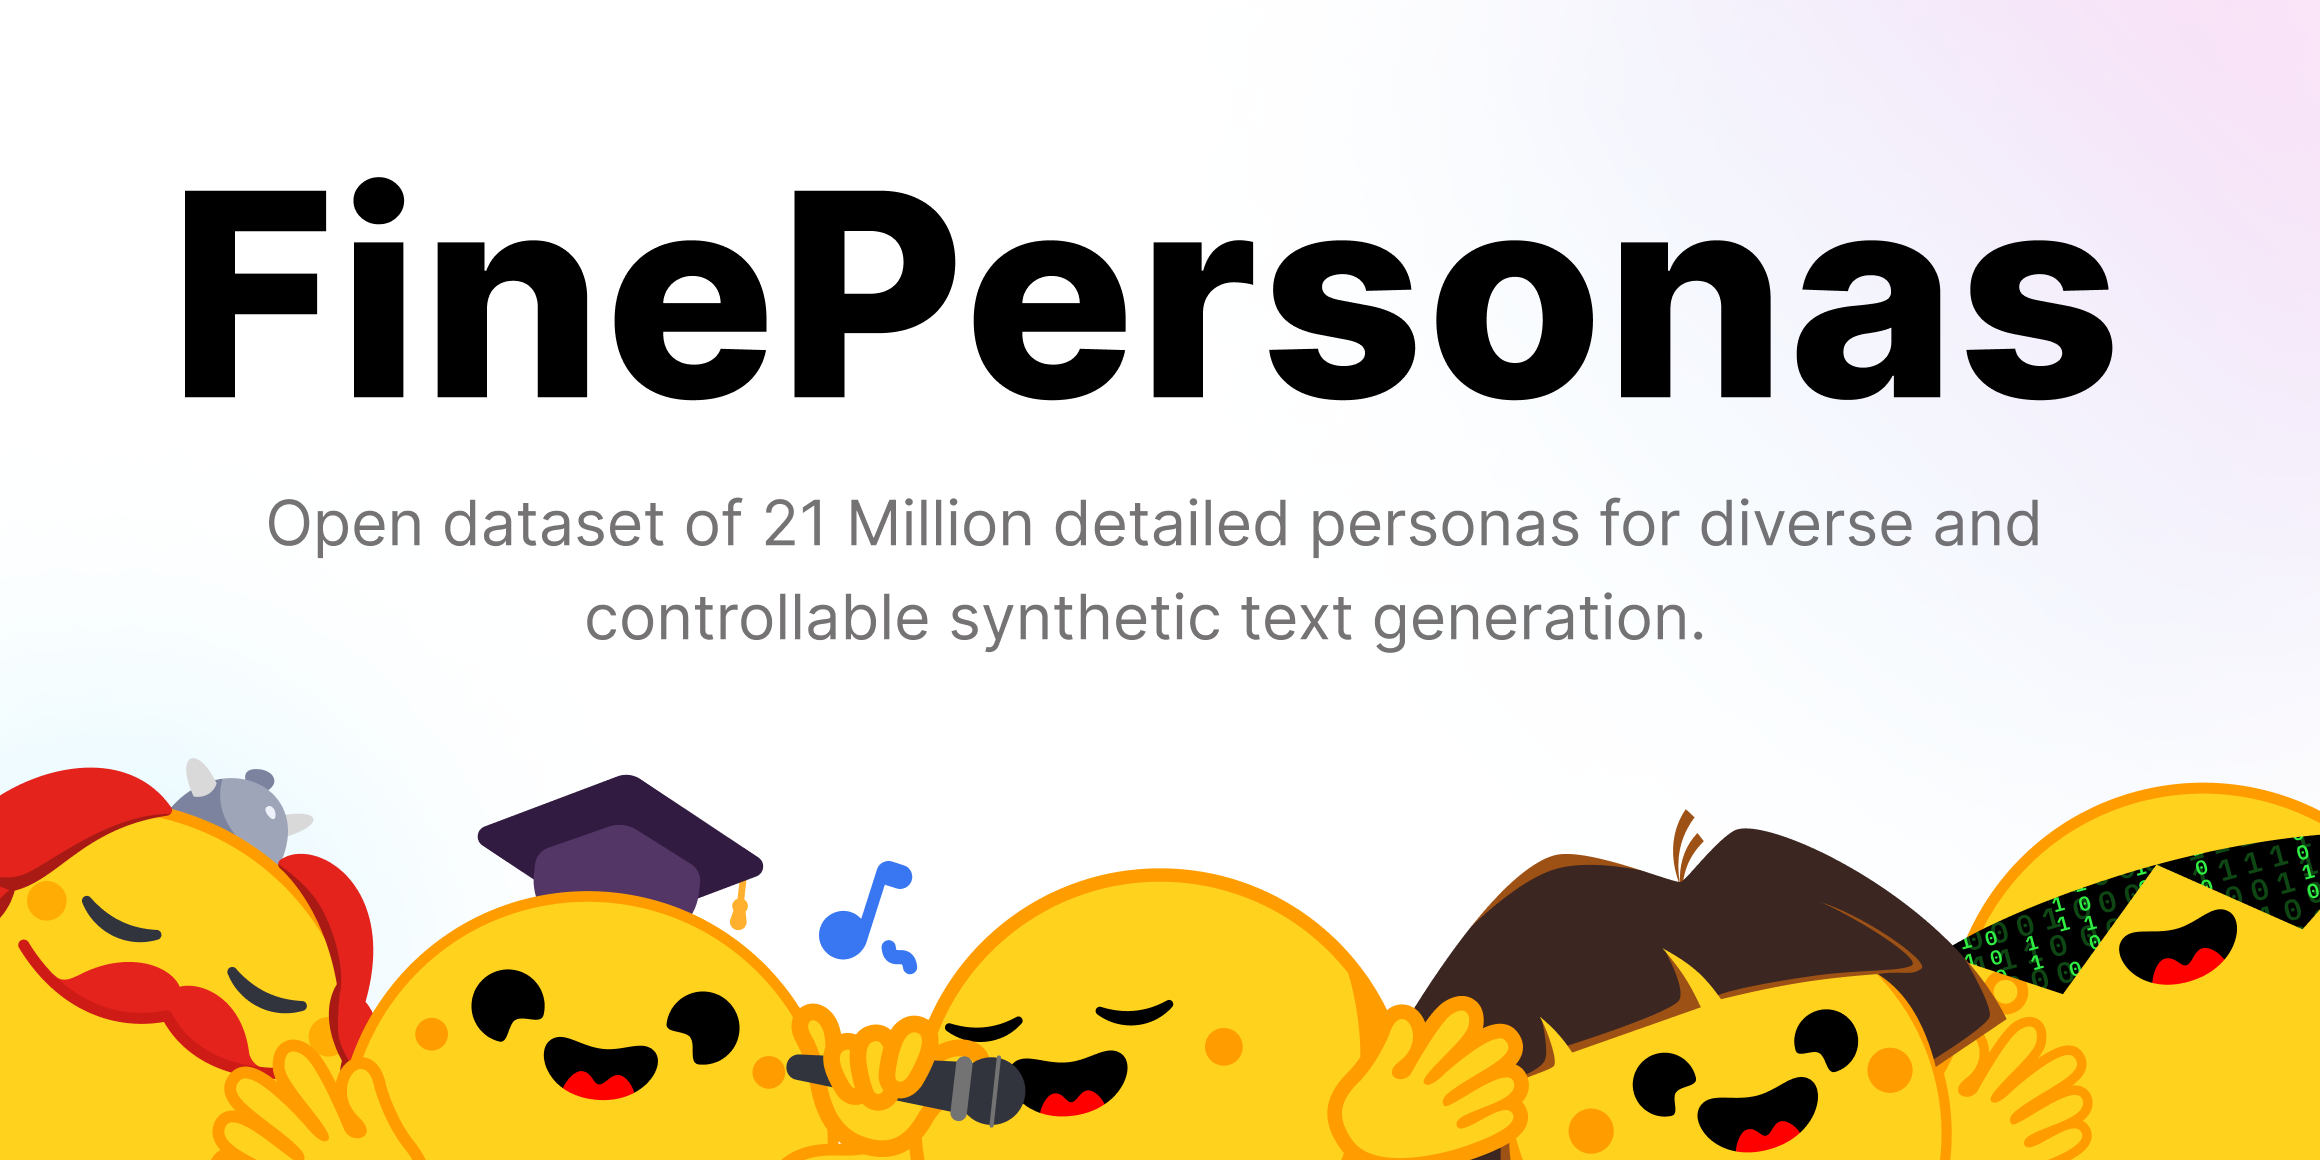 FinePersonas
Open dataset of 21 Million detailed personas for diverse and
controllable synthetic text generation.